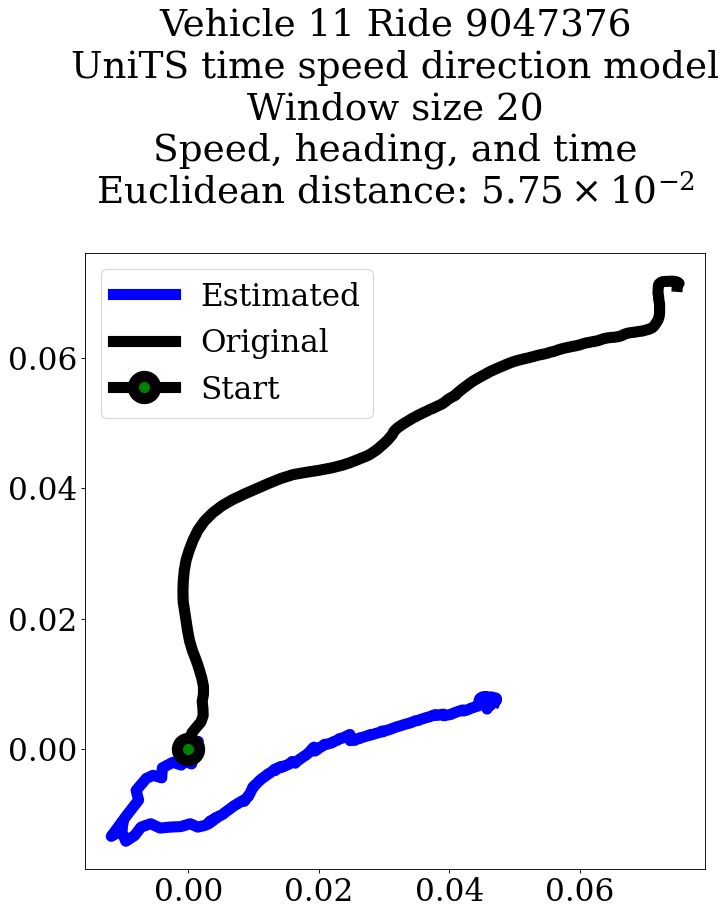 Vehicle 11 Ride 9047376
UniTS time speed direction model
Window size 20
Speed, heading, and time
Euclidean distance: 5.75 × 10⁻²
Estimated
Original
Start
0.06
0.04
0.02
0.00
0.00 0.02 0.04 0.06